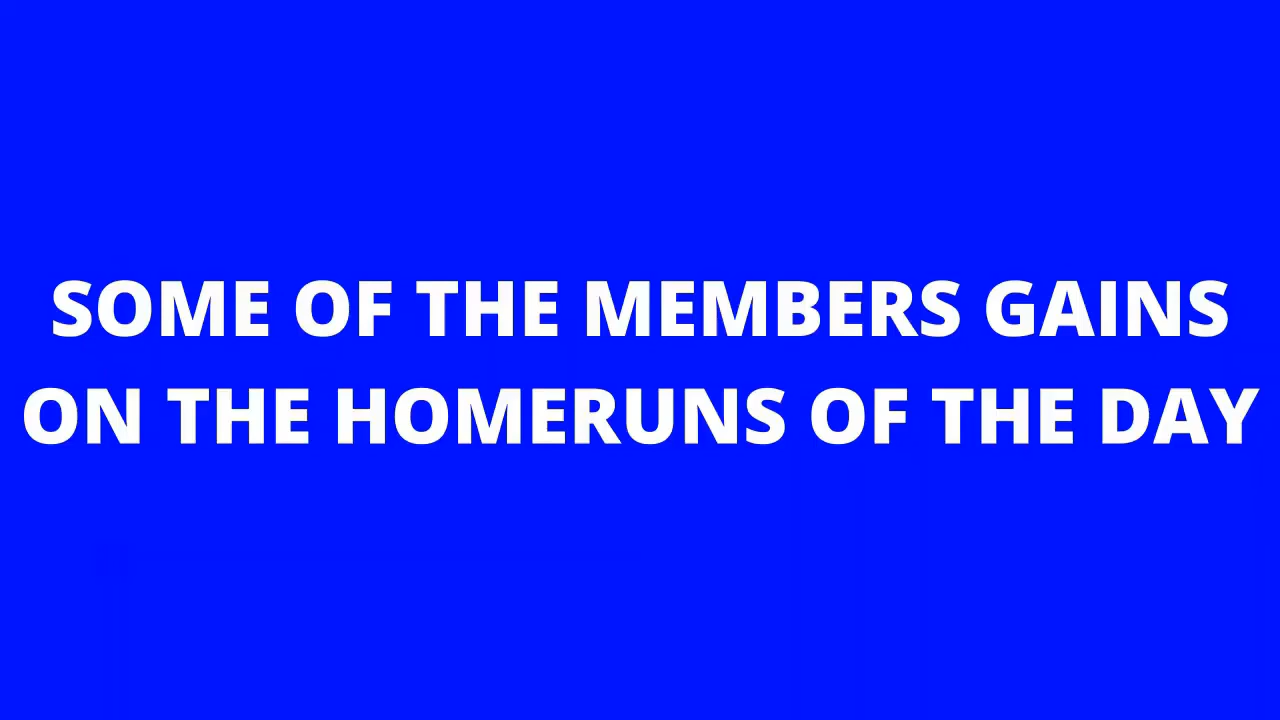 SOME OF THE MEMBERS GAINS
ON THE HOMERUNS OF THE DAY